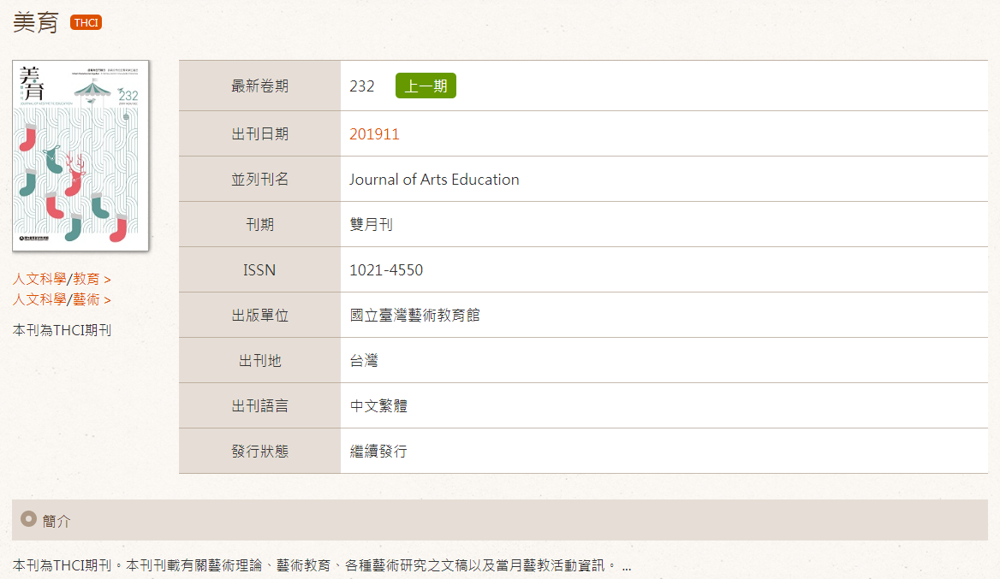 美育 THCI
美育
JOURNAL OF AESTHETIC EDUCATION
232
最新卷期 232 上一期
出刊日期 201911
並列刊名 Journal of Arts Education
刊期 雙月刊
ISSN 1021-4550
出版單位 國立臺灣藝術教育館
出刊地 台灣
出刊語言 中文繁體
發行狀態 繼續發行
人文科學/教育 >
人文科學/藝術 >
本刊為THCI期刊
簡介
本刊為THCI期刊。本刊刊載有關藝術理論、藝術教育、各種藝術研究之文稿以及當月藝教活動資訊。 ...